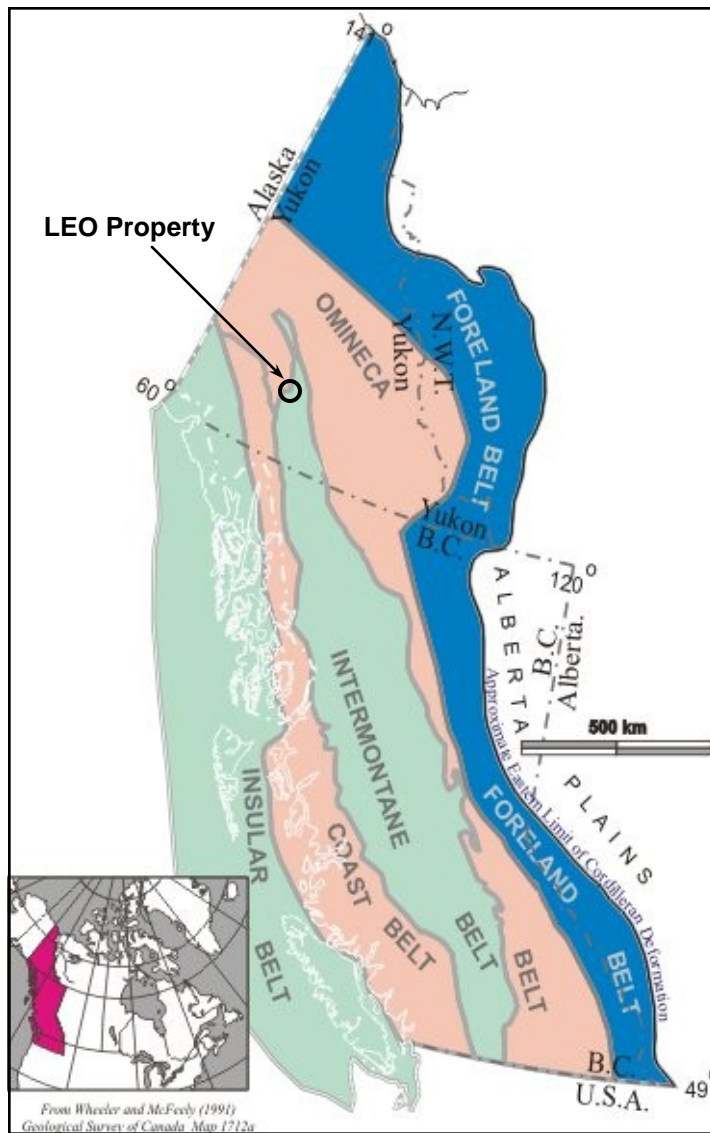 141°
Alaska
Yukon
LEO Property
OMINECA
Yukon
N.W.T.
FORELAND BELT
60°
Yukon
B.C.
120°
ALBERTA PLAINS
B.C.
Alberta.
Approximate Eastern Limit of Cordilleran Deformation
500 km
INTERMONTANE BELT
INSULAR BELT
COAST BELT
FORELAND BELT
BELT
B.C.
U.S.A.
49°
From Wheeler and McFeely (1991)
Geological Survey of Canada Map 1712a